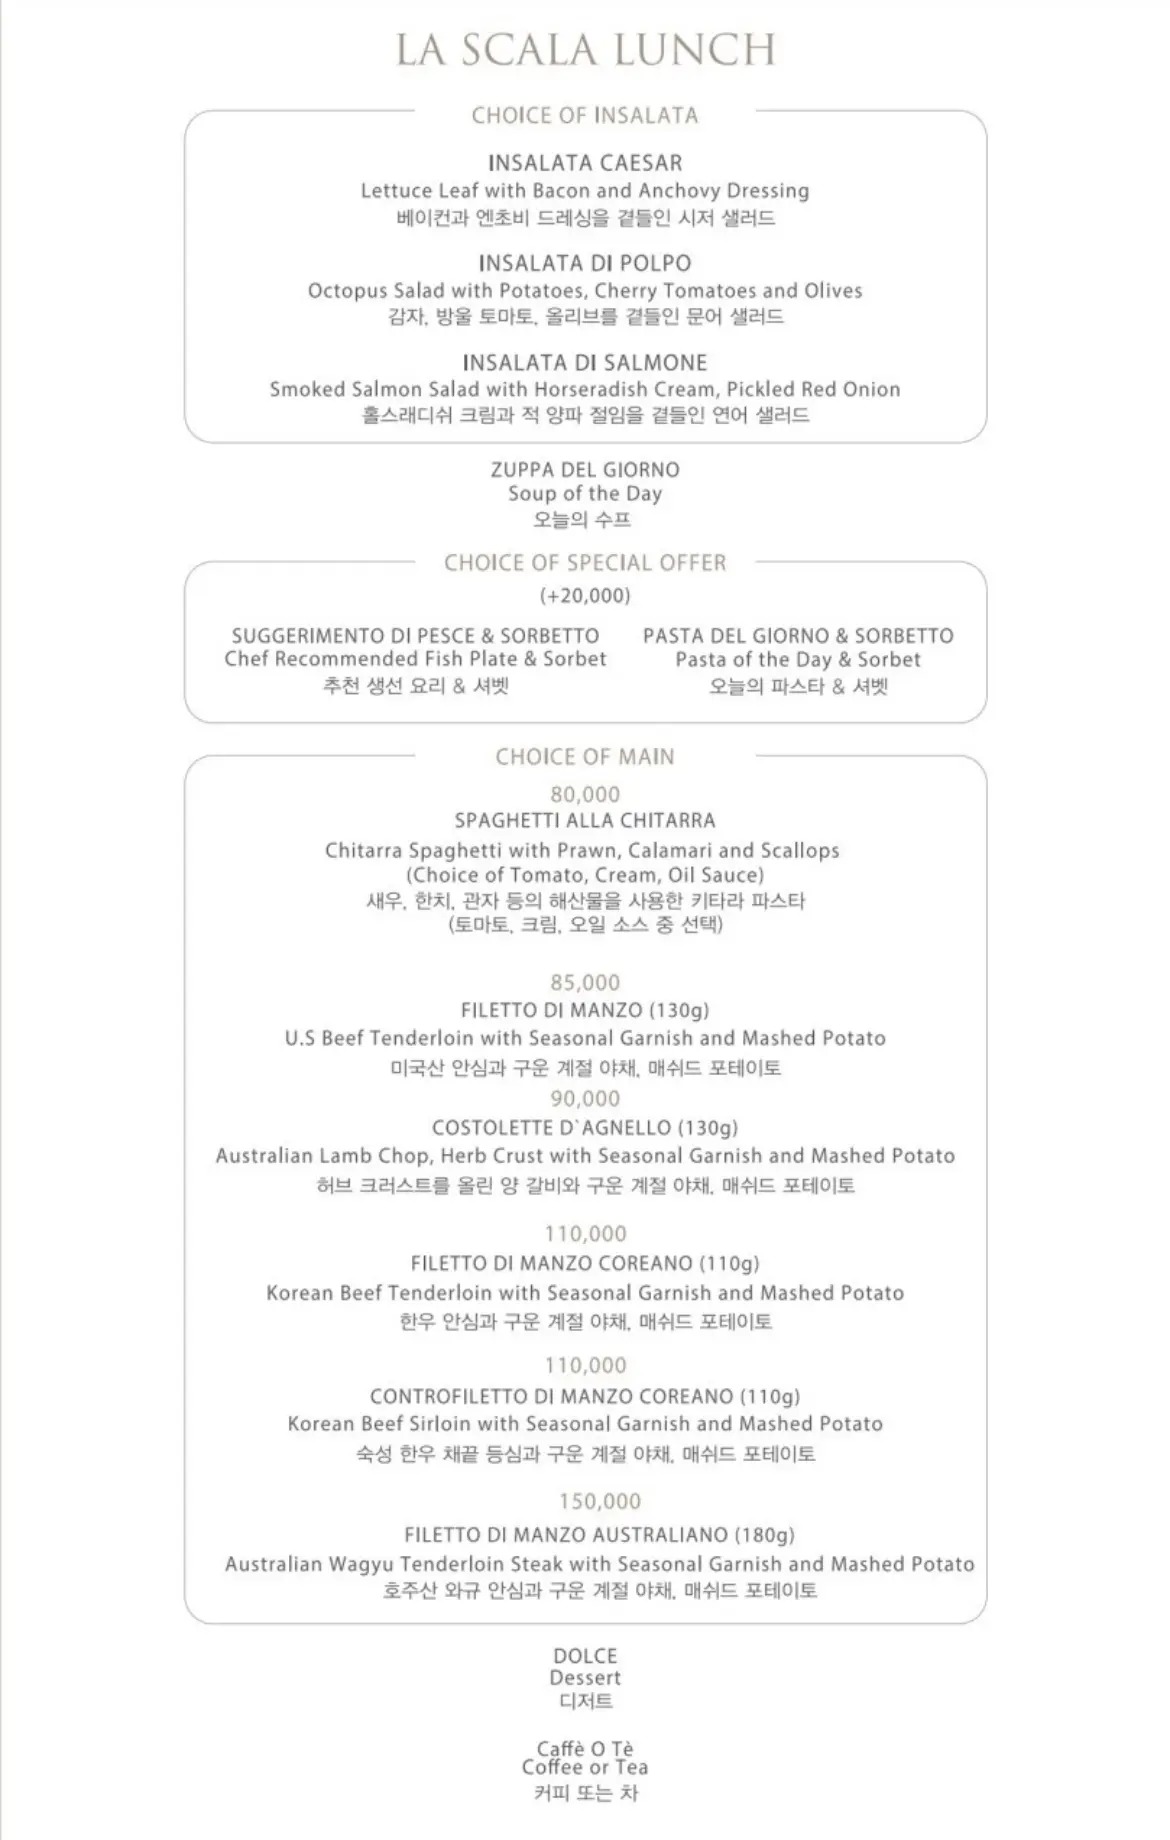 LA SCALA LUNCH
CHOICE OF INSALATA
INSALATA CAESAR
Lettuce Leaf with Bacon and Anchovy Dressing
베이컨과 엔초비 드레싱을 곁들인 시저 샐러드
INSALATA DI POLPO
Octopus Salad with Potatoes, Cherry Tomatoes and Olives
감자, 방울 토마토, 올리브를 곁들인 문어 샐러드
INSALATA DI SALMONE
Smoked Salmon Salad with Horseradish Cream, Pickled Red Onion
홀스래디쉬 크림과 적 양파 절임을 곁들인 연어 샐러드
ZUPPA DEL GIORNO
Soup of the Day
오늘의 수프
CHOICE OF SPECIAL OFFER
(+20,000)
SUGGERIMENTO DI PESCE & SORBETTO
Chef Recommended Fish Plate & Sorbet
추천 생선 요리 & 셔벳
PASTA DEL GIORNO & SORBETTO
Pasta of the Day & Sorbet
오늘의 파스타 & 셔벳
CHOICE OF MAIN
80,000
SPAGHETTI ALLA CHITARRA
Chitarra Spaghetti with Prawn, Calamari and Scallops
(Choice of Tomato, Cream, Oil Sauce)
새우, 한치, 관자 등의 해산물을 사용한 키타라 파스타
(토마토, 크림, 오일 소스 중 선택)
85,000
FILETTO DI MANZO (130g)
U.S Beef Tenderloin with Seasonal Garnish and Mashed Potato
미국산 안심과 구운 계절 야채, 매쉬드 포테이토
90,000
COSTOLETTE D`AGNELLO (130g)
Australian Lamb Chop, Herb Crust with Seasonal Garnish and Mashed Potato
허브 크러스트를 올린 양 갈비와 구운 계절 야채, 매쉬드 포테이토
110,000
FILETTO DI MANZO COREANO (110g)
Korean Beef Tenderloin with Seasonal Garnish and Mashed Potato
한우 안심과 구운 계절 야채, 매쉬드 포테이토
110,000
CONTROFILETTO DI MANZO COREANO (110g)
Korean Beef Sirloin with Seasonal Garnish and Mashed Potato
숙성 한우 채끝 등심과 구운 계절 야채, 매쉬드 포테이토
150,000
FILETTO DI MANZO AUSTRALIANO (180g)
Australian Wagyu Tenderloin Steak with Seasonal Garnish and Mashed Potato
호주산 와규 안심과 구운 계절 야채, 매쉬드 포테이토
DOLCE
Dessert
디저트
Caffè O Tè
Coffee or Tea
커피 또는 차